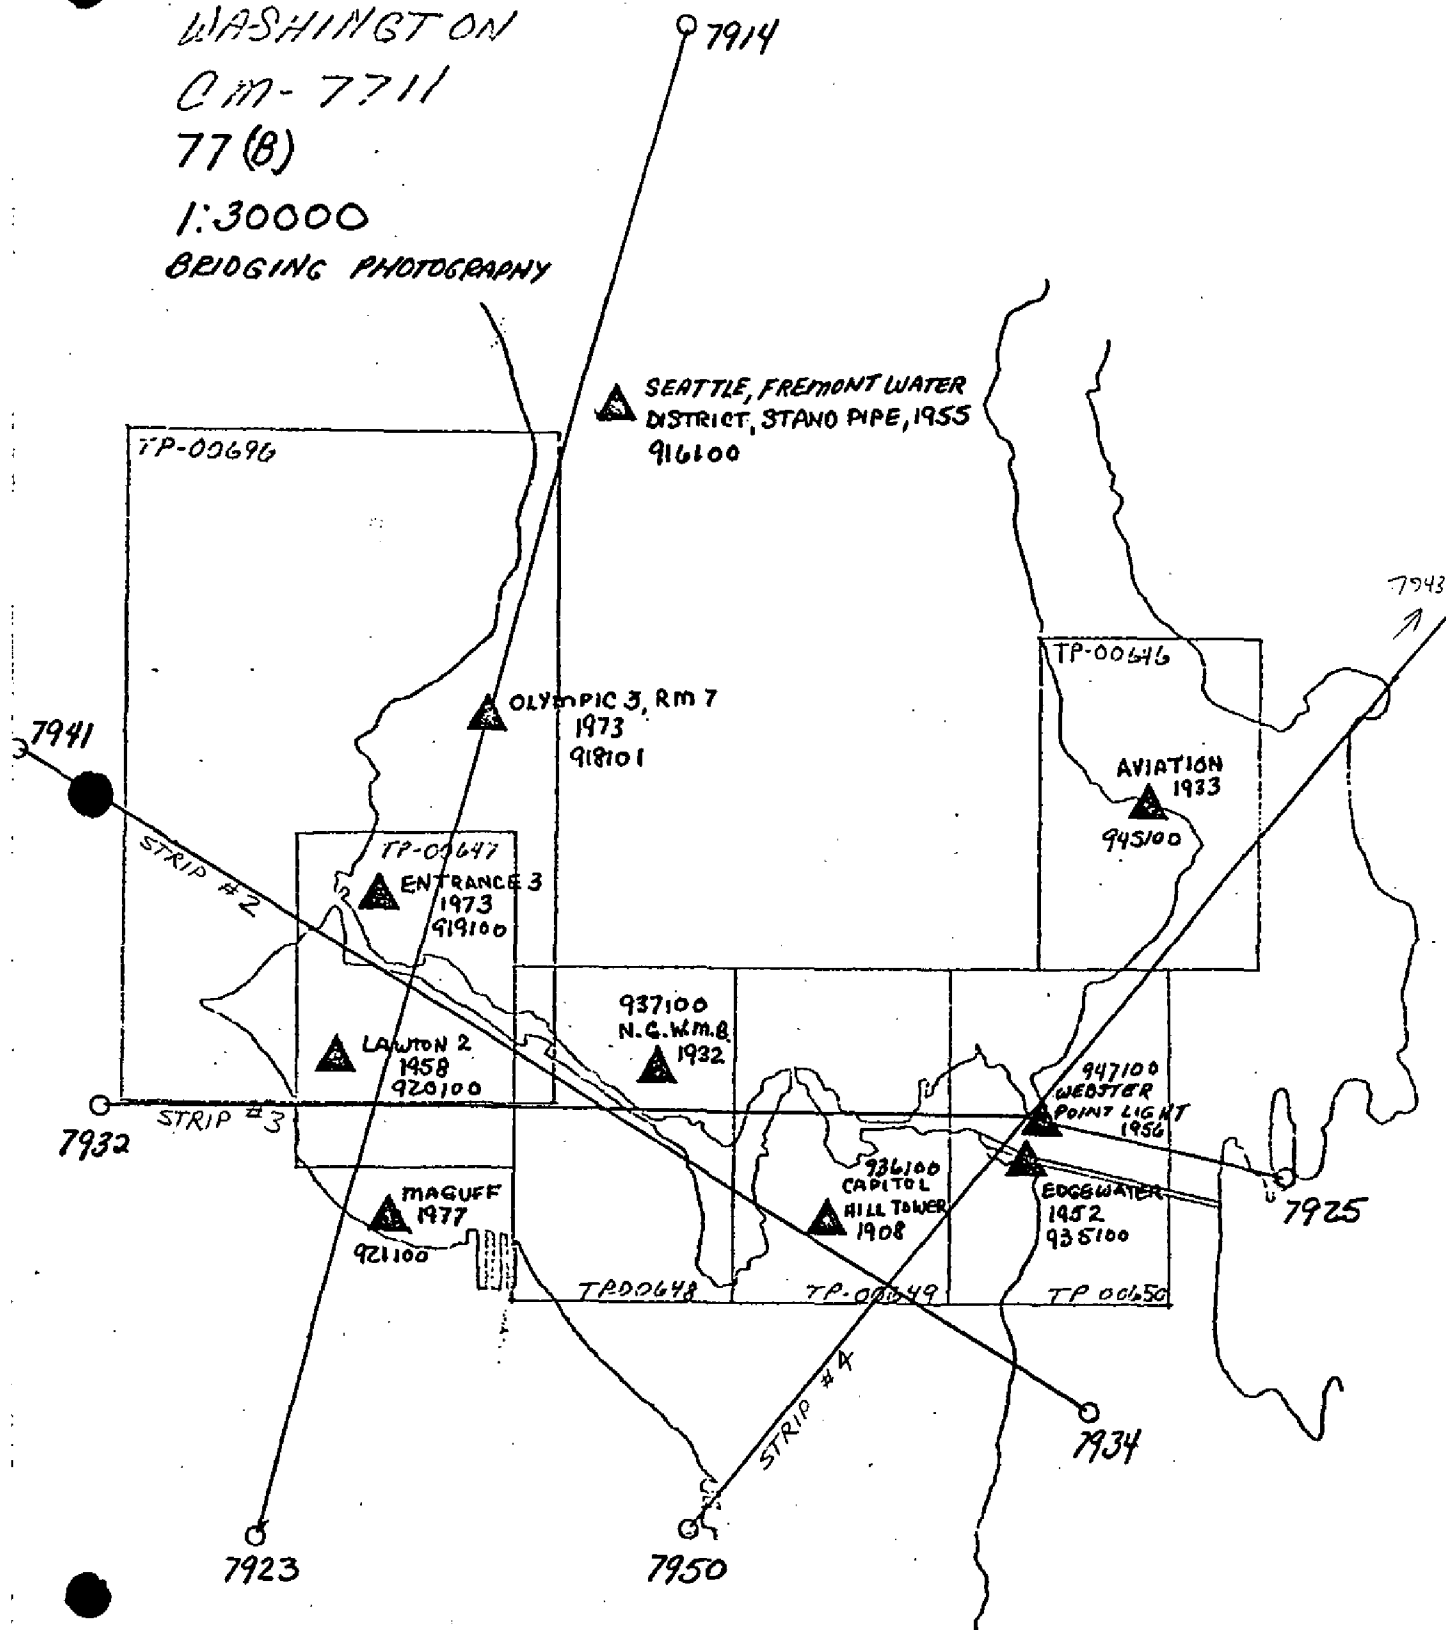 WASHINGTON
CM-7711
77(B)
1:30000
BRIDGING PHOTOGRAPHY
7914
SEATTLE, FREMONT WATER
DISTRICT, STAND PIPE, 1955
916100
TP-00696
7943
TP-00646
OLYMPIC 3, RM 7
1973
918101
7941
AVIATION
1933
945100
STRIP #2
TP-00647
ENTRANCE 3
1973
919100
937100
N.G.W.M.B.
1932
LAWTON 2
1958
920100
947100
WEBSTER
POINT LIGHT
1956
STRIP #3
7932
936100
CAPITOL
HILL TOWER
1908
EDGEWATER
1952
935100
7925
MAGUFF
1977
921100
TP.00648
TP-00649
TP 00650
STRIP #4
7934
7923
7950